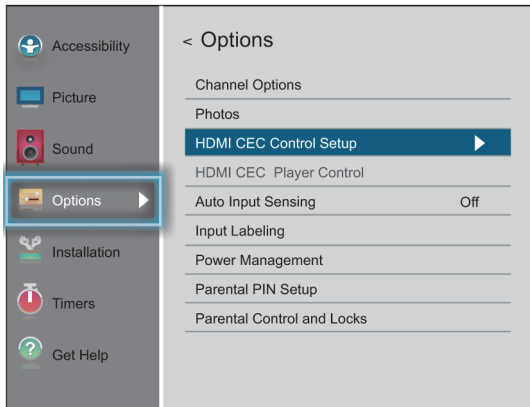 Accessibility
Picture
Sound
Options
Installation
Timers
? Get Help
< Options
Channel Options
Photos
HDMI CEC Control Setup
HDMI CEC Player Control
Auto Input Sensing Off
Input Labeling
Power Management
Parental PIN Setup
Parental Control and Locks